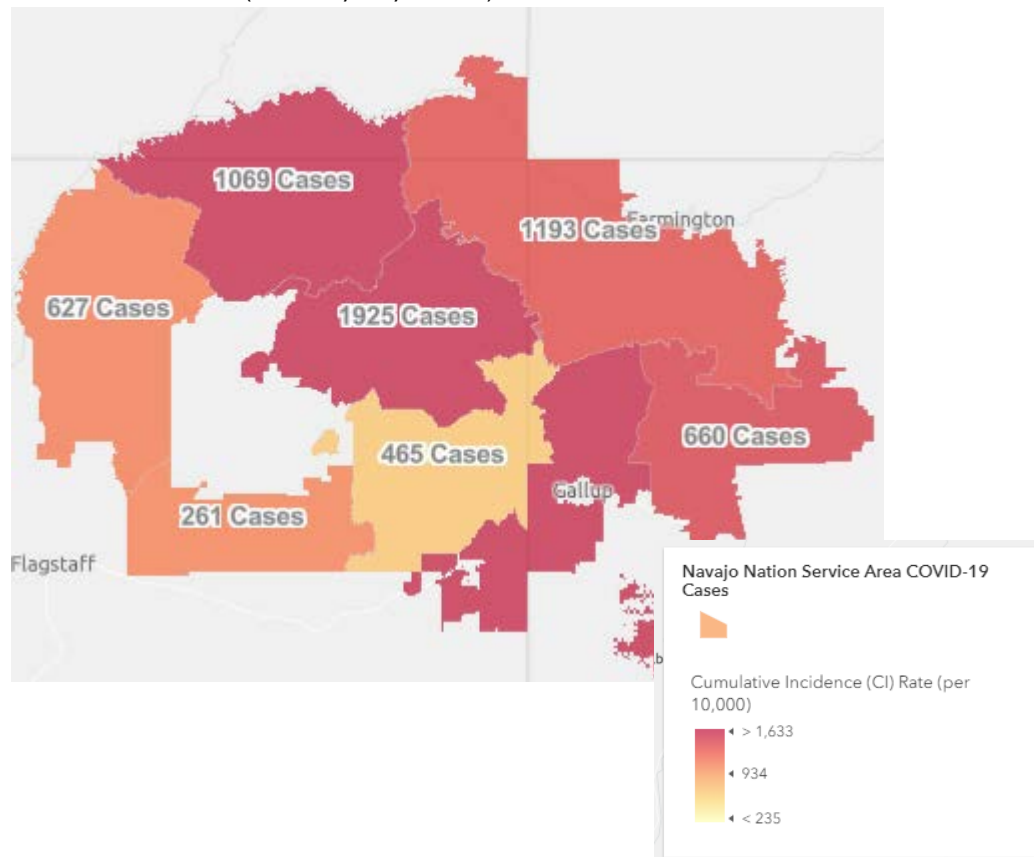 1069 Cases
Farmington
1193 Cases
627 Cases
1925 Cases
660 Cases
465 Cases
Gallup
261 Cases
Flagstaff
Navajo Nation Service Area COVID-19
Cases
b
Cumulative Incidence (CI) Rate (per
10,000)
> 1,633
934
< 235